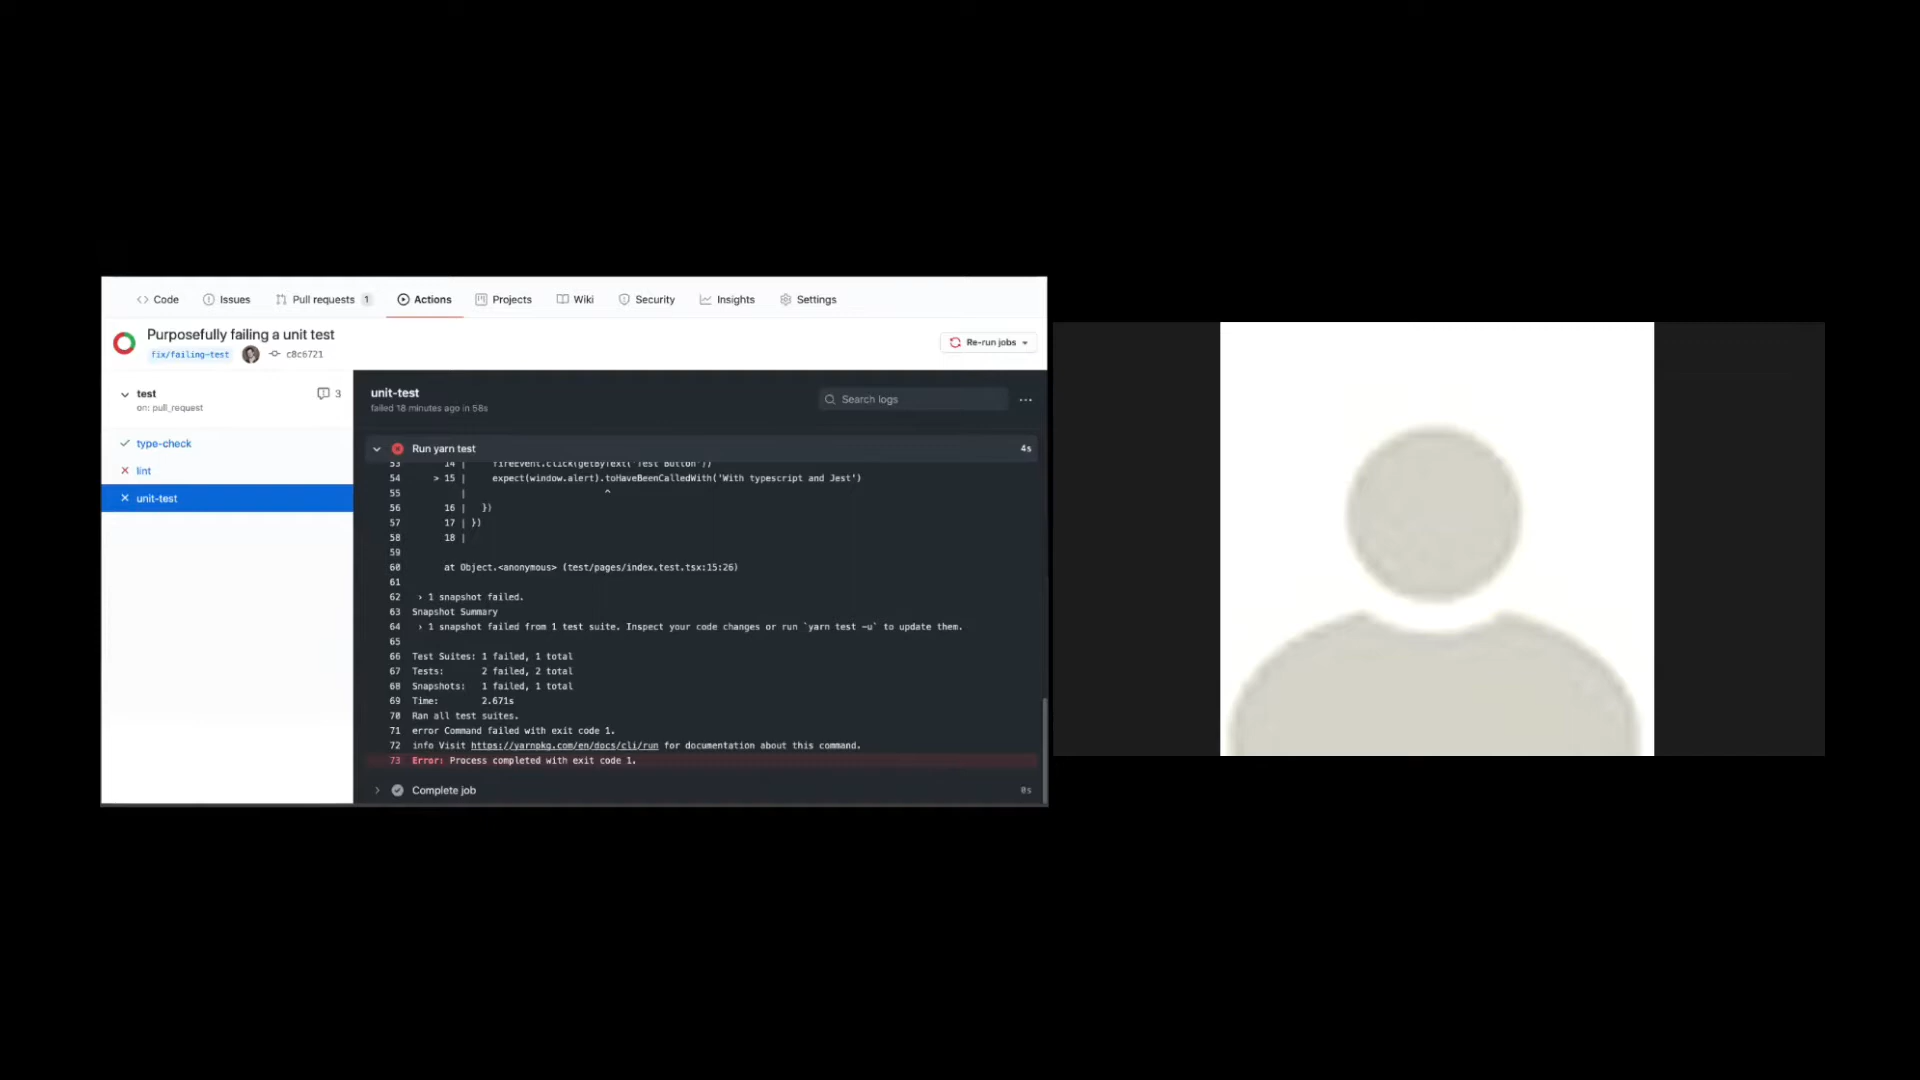 Code Issues Pull requests 1 Actions Projects Wiki Security Insights Settings
Purposefully failing a unit test
fix/failing-test c8c6721
Re-run jobs
test 3
on: pull_request
type-check
lint
unit-test
unit-test
failed 18 minutes ago in 58s
Search logs
Run yarn test 4s
53 14 | fireEvent.click(getByText('Test Button'))
54 > 15 | expect(window.alert).toHaveBeenCalledWith('With typescript and Jest')
55 | ^
56 16 | })
57 17 | })
58 18 |
59
60 at Object.<anonymous> (test/pages/index.test.tsx:15:26)
61
62 › 1 snapshot failed.
63 Snapshot Summary
64 › 1 snapshot failed from 1 test suite. Inspect your code changes or run `yarn test -u` to update them.
65
66 Test Suites: 1 failed, 1 total
67 Tests: 2 failed, 2 total
68 Snapshots: 1 failed, 1 total
69 Time: 2.671s
70 Ran all test suites.
71 error Command failed with exit code 1.
72 info Visit https://yarnpkg.com/en/docs/cli/run for documentation about this command.
73 Error: Process completed with exit code 1.
Complete job 0s